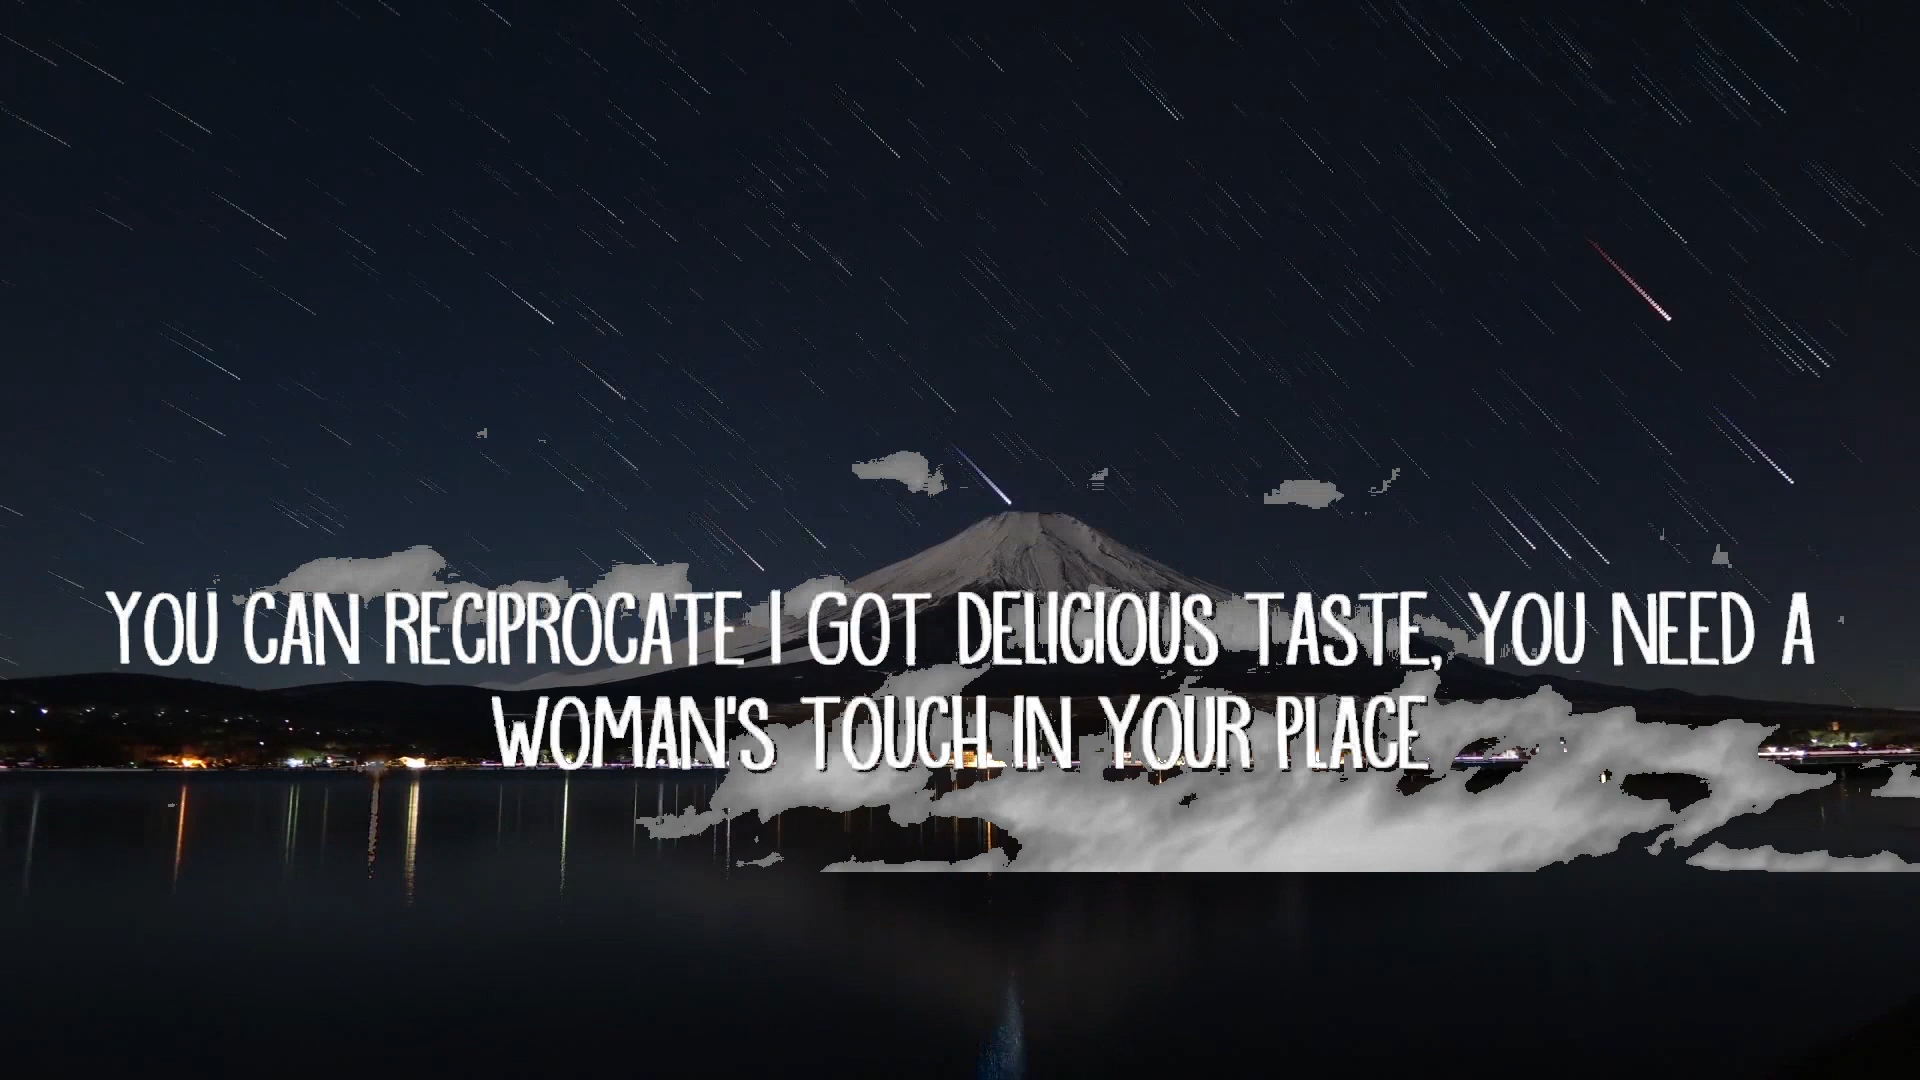 YOU CAN RECIPROCATE I GOT DELICIOUS TASTE, YOU NEED A
WOMAN'S TOUCH IN YOUR PLACE